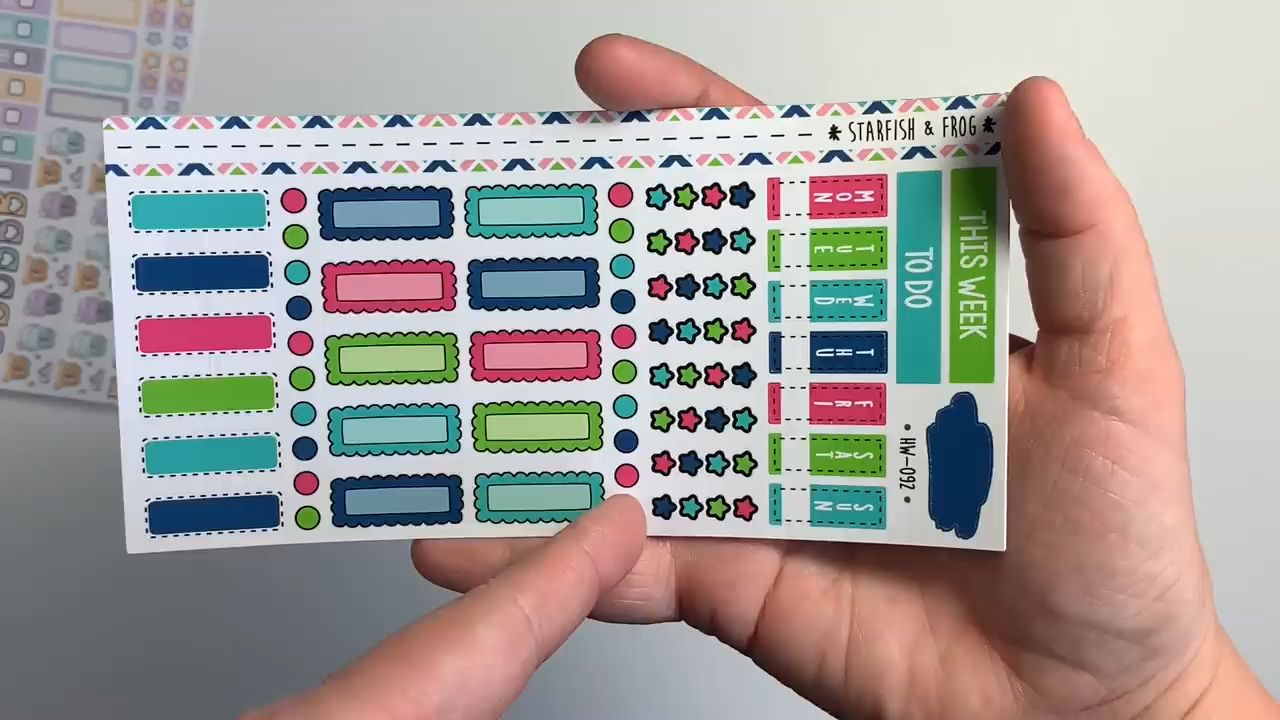 * STARFISH & FROG *
THIS WEEK
TO DO
MON
TUE
WED
THU
FRI
SAT
SUN
• HW-092 •